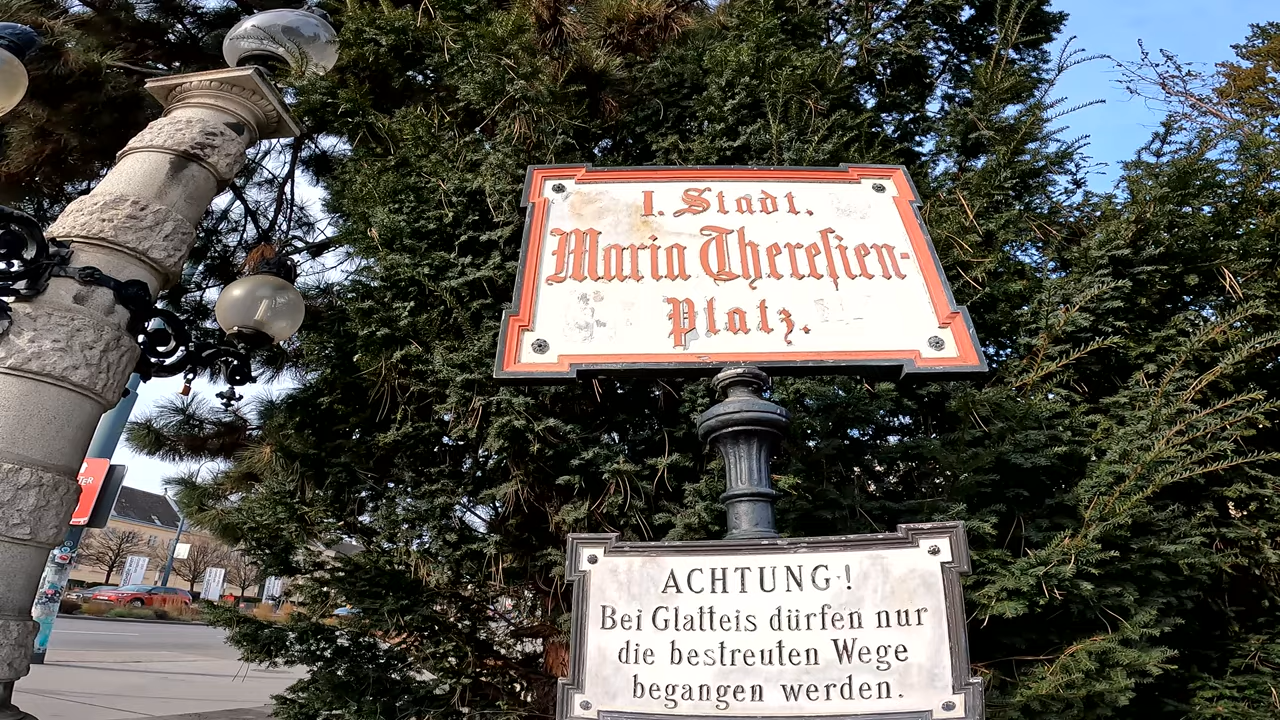 I. Stadt.
Maria Theresien-
Platz.
ACHTUNG!
Bei Glatteis dürfen nur
die bestreuten Wege
begangen werden.